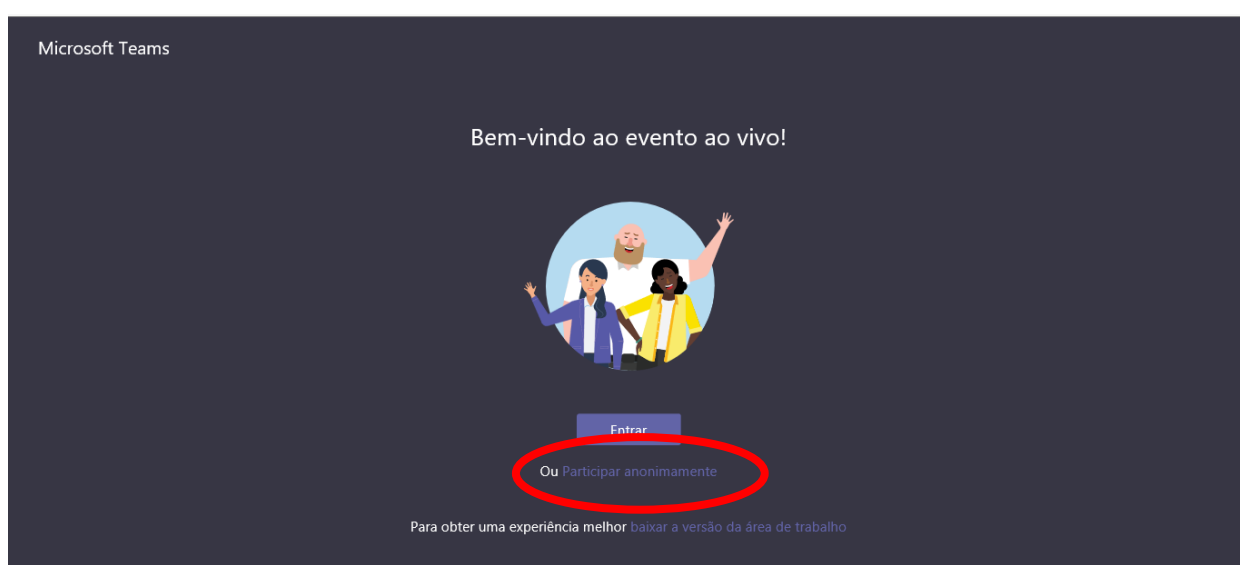 Microsoft Teams
Bem-vindo ao evento ao vivo!
Entrar
Ou Participar anonimamente
Para obter uma experiência melhor baixar a versão da área de trabalho